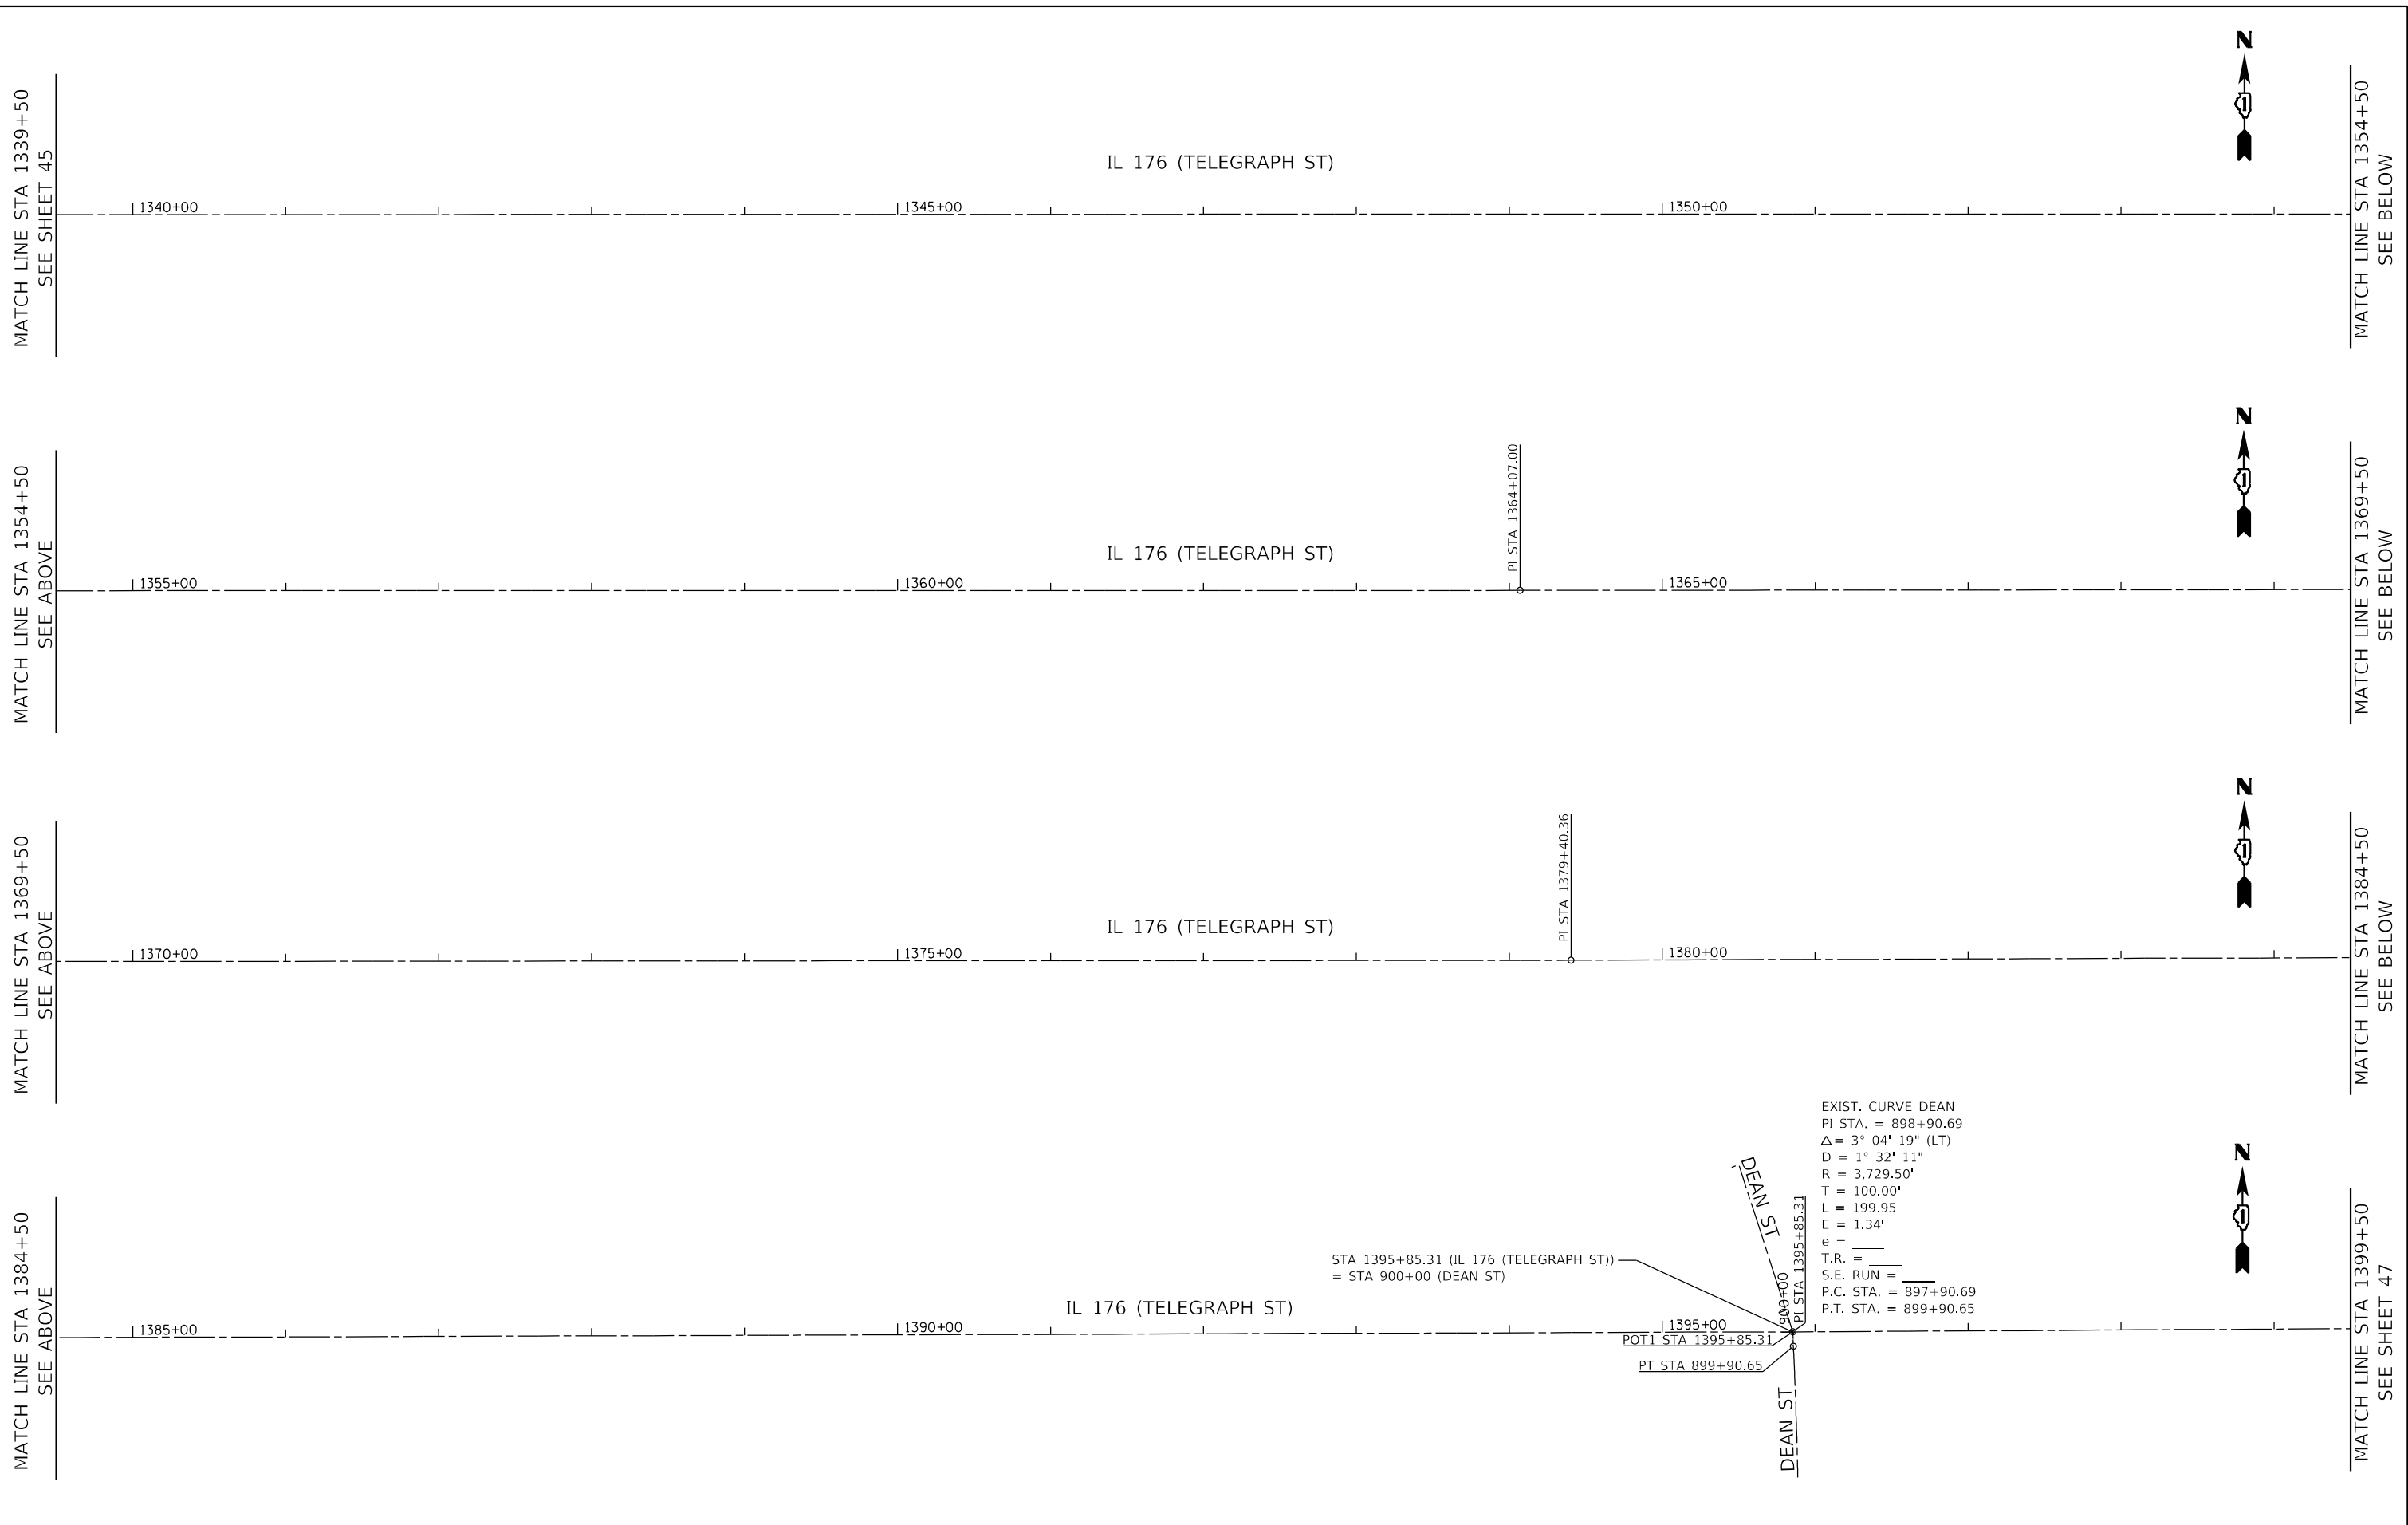 N
MATCH LINE STA 1339+50
SEE SHEET 45
IL 176 (TELEGRAPH ST)
1340+00
1345+00
1350+00
MATCH LINE STA 1354+50
SEE BELOW
N
MATCH LINE STA 1354+50
SEE ABOVE
IL 176 (TELEGRAPH ST)
PI STA 1364+07.00
1355+00
1360+00
1365+00
MATCH LINE STA 1369+50
SEE BELOW
N
MATCH LINE STA 1369+50
SEE ABOVE
IL 176 (TELEGRAPH ST)
PI STA 1379+40.36
1370+00
1375+00
1380+00
MATCH LINE STA 1384+50
SEE BELOW
N
MATCH LINE STA 1384+50
SEE ABOVE
EXIST. CURVE DEAN
PI STA. = 898+90.69
Δ= 3° 04' 19" (LT)
D = 1° 32' 11"
R = 3,729.50'
T = 100.00'
L = 199.95'
E = 1.34'
e = ____
T.R. = ____
S.E. RUN = ____
P.C. STA. = 897+90.69
P.T. STA. = 899+90.65
DEAN ST
PI STA 1395+85.31
900+00
STA 1395+85.31 (IL 176 (TELEGRAPH ST))
= STA 900+00 (DEAN ST)
IL 176 (TELEGRAPH ST)
1385+00
1390+00
1395+00
POT1 STA 1395+85.31
PT STA 899+90.65
DEAN ST
MATCH LINE STA 1399+50
SEE SHEET 47